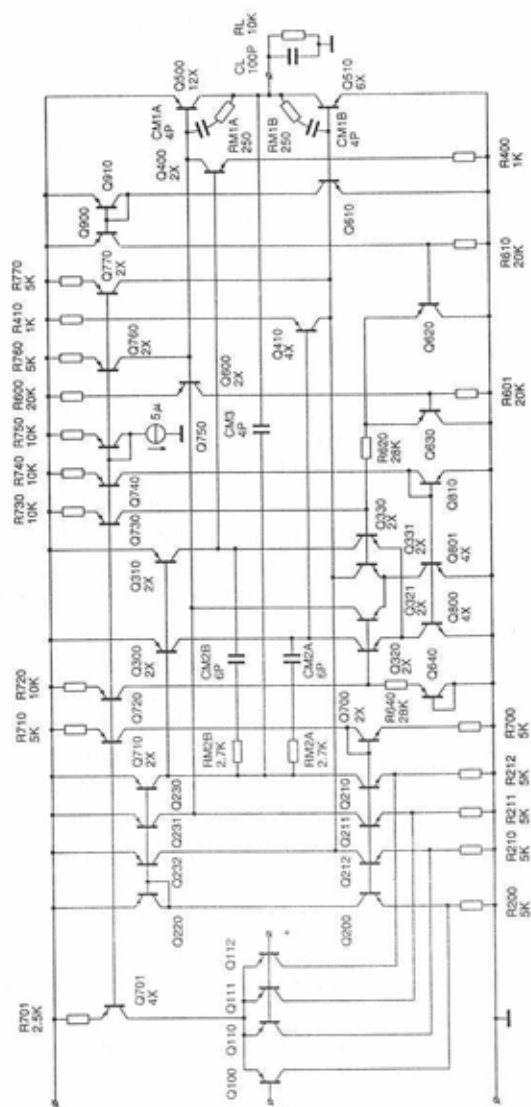 R701
2.5K
R710
5K
R720
10K
R730
10K
R740
10K
R750
10K
R600
20K
R760
5K
R410
1K
R770
5K
Q701
4X
Q710
2X
Q720
Q730
Q740
5µ
Q750
Q760
2X
Q770
2X
Q900
Q910
Q220
Q232
Q231
Q230
Q300
2X
Q310
2X
Q600
2X
Q400
2X
Q500
12X
CM1A
4P
RM1A
250
RM1B
250
CM1B
4P
CL
100P
RL
10K
RM2B
2.7K
CM2B
6P
RM2A
2.7K
CM2A
6P
CM3
4P
Q410
4X
Q510
6X
Q610
Q100
Q110
Q111
Q112
+
Q200
Q212
Q211
Q210
Q700
2X
Q320
2X
Q321
2X
Q331
2X
Q330
2X
R620
28K
Q630
Q620
R640
28K
Q640
Q800
4X
Q801
4X
Q810
R200
5K
R210
5K
R211
5K
R212
5K
R700
5K
R601
20K
R610
20K
R400
1K